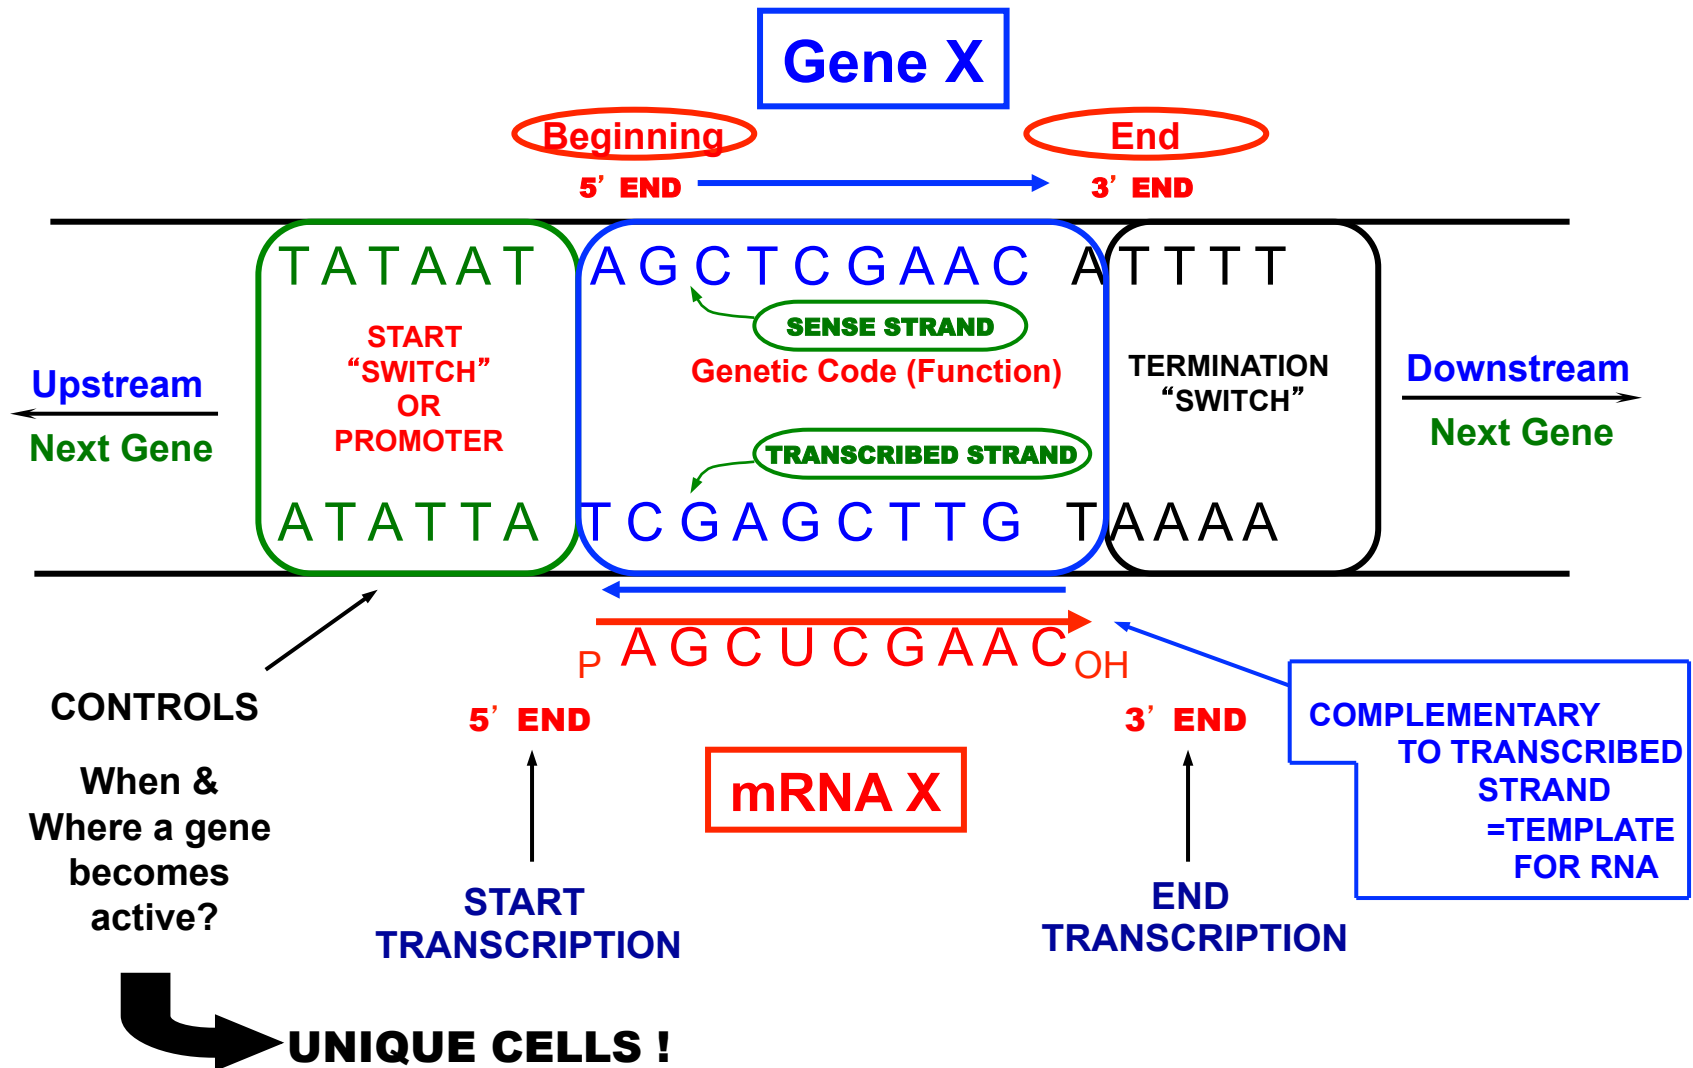 Gene X
Beginning
End
5’ END
3’ END
TATAAT
AGCTCGAAC
ATTTT
SENSE STRAND
Genetic Code (Function)
START
“SWITCH”
OR
PROMOTER
TERMINATION
“SWITCH”
Upstream
Next Gene
Downstream
Next Gene
TRANSCRIBED STRAND
ATATTA
TCGAGCTTG
TAAAA
P AGCUCGAAC OH
5’ END
3’ END
CONTROLS
When &
Where a gene
becomes
active?
mRNA X
COMPLEMENTARY
TO TRANSCRIBED
STRAND
=TEMPLATE
FOR RNA
START
TRANSCRIPTION
END
TRANSCRIPTION
UNIQUE CELLS !